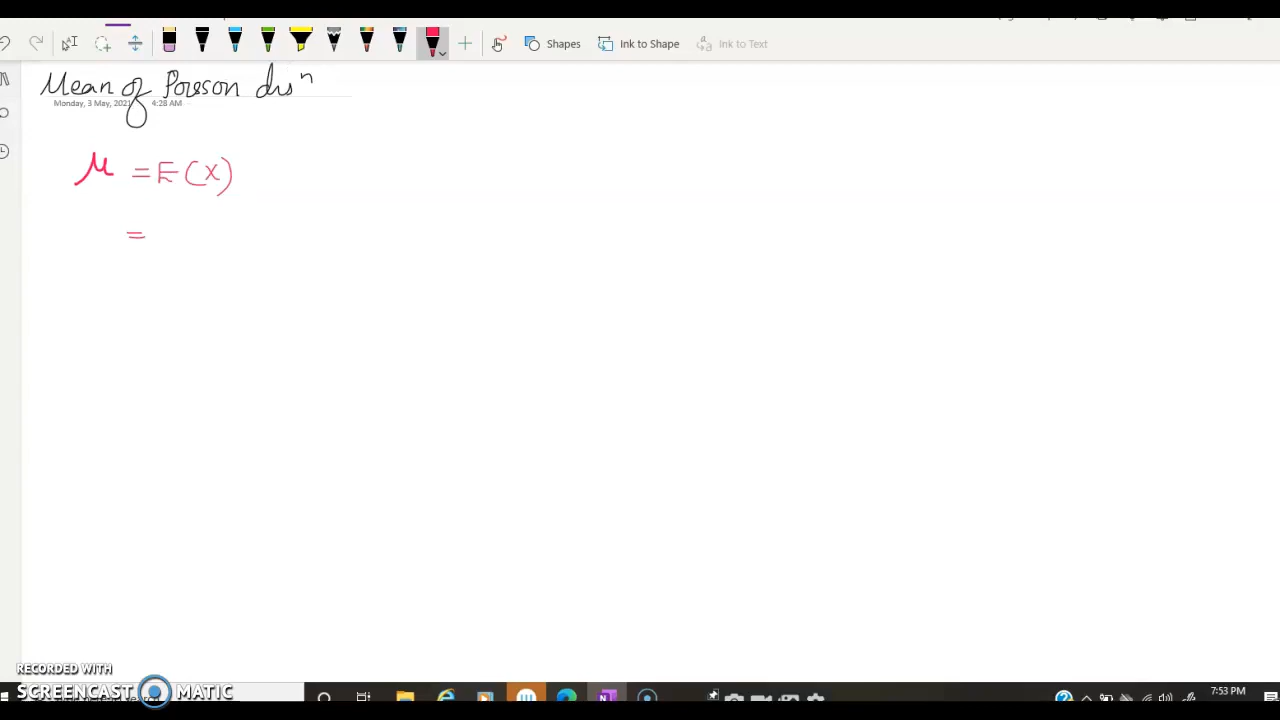 Shapes Ink to Shape Ink to Text
Mean of Poisson disⁿ
Monday, 3 May, 2021 4:28 AM
μ = E(X)
=
RECORDED WITH
SCREENCAST MATIC
7:53 PM